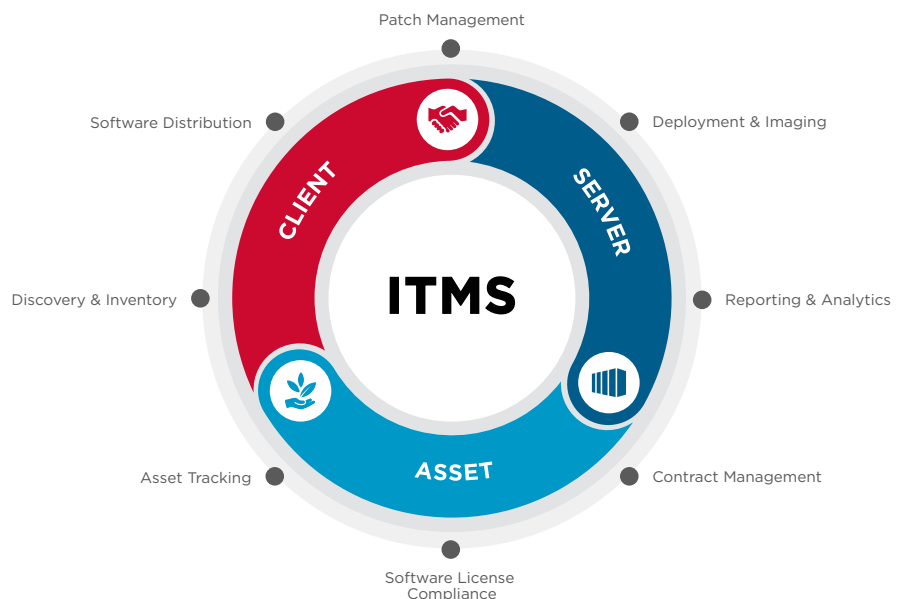 Patch Management
Software Distribution
Deployment & Imaging
CLIENT
SERVER
ITMS
Discovery & Inventory
Reporting & Analytics
ASSET
Asset Tracking
Contract Management
Software License
Compliance